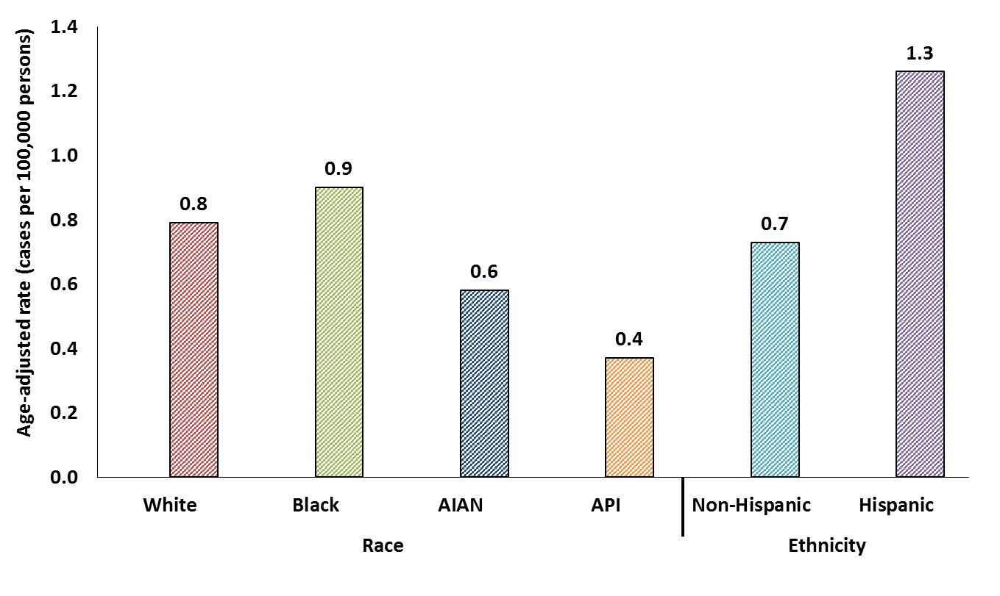 Age-adjusted rate (cases per 100,000 persons)
1.4
1.2
1.0
0.8
0.6
0.4
0.2
0.0
0.8
0.9
0.6
0.4
0.7
1.3
White
Black
AIAN
API
Non-Hispanic
Hispanic
Race
Ethnicity